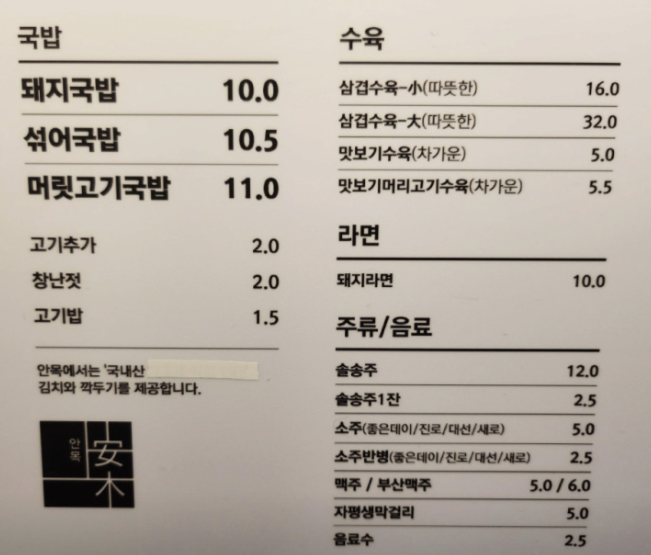 국밥
돼지국밥 10.0
섞어국밥 10.5
머릿고기국밥 11.0
고기추가 2.0
창난젓 2.0
고기밥 1.5
안목에서는 '국내산
김치와 깍두기를 제공합니다.
안목
安木
수육
삼겹수육-小(따뜻한) 16.0
삼겹수육-大(따뜻한) 32.0
맛보기수육(차가운) 5.0
맛보기머리고기수육(차가운) 5.5
라면
돼지라면 10.0
주류/음료
솔송주 12.0
솔송주1잔 2.5
소주(좋은데이/진로/대선/새로) 5.0
소주반병(좋은데이/진로/대선/새로) 2.5
맥주 / 부산맥주 5.0 / 6.0
자평생막걸리 5.0
음료수 2.5